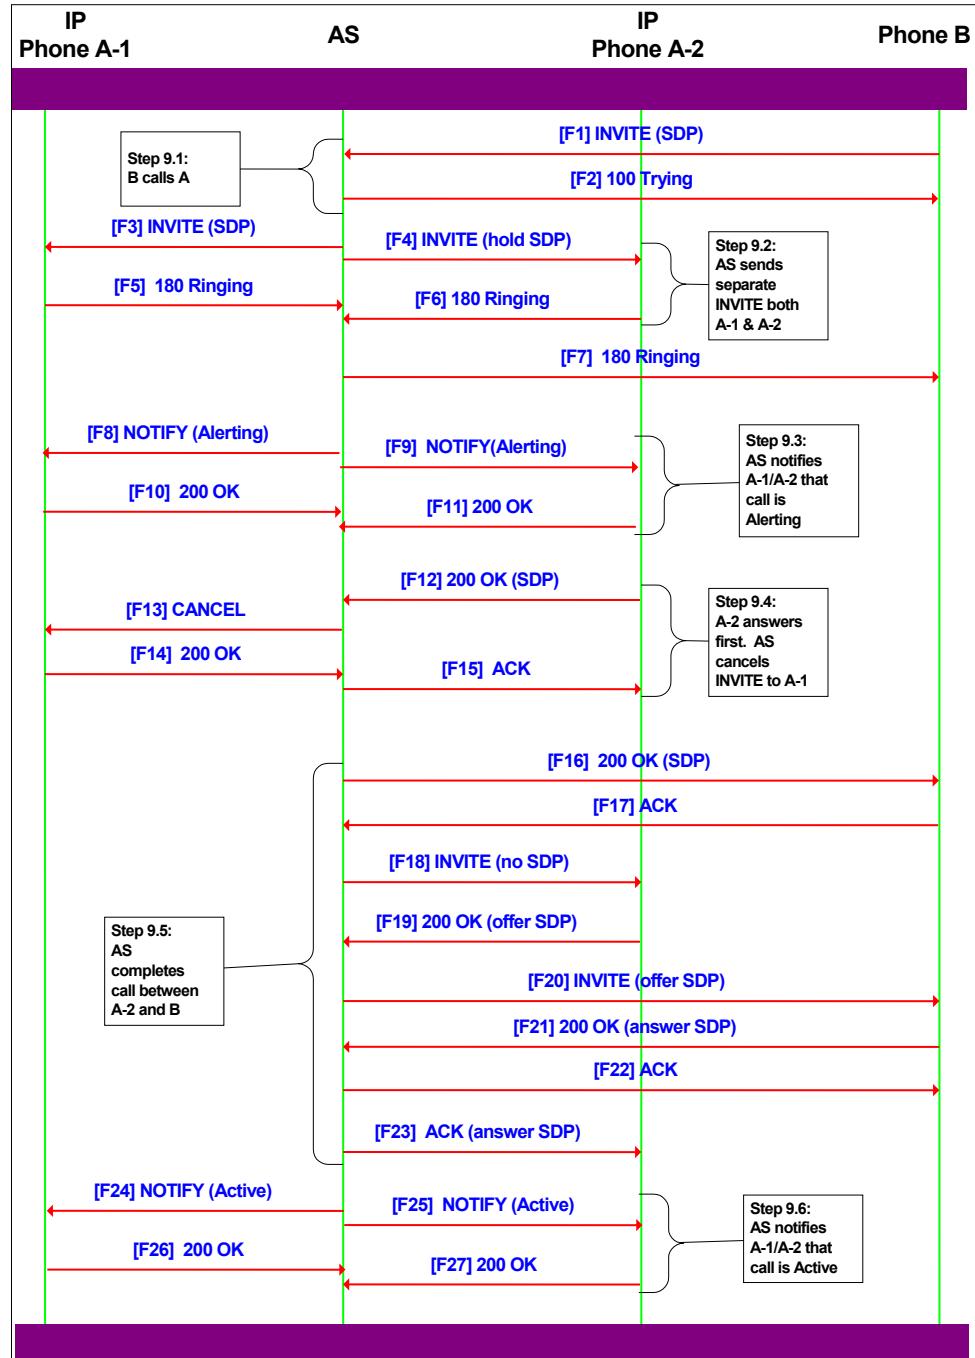 IP
Phone A-1
AS
IP
Phone A-2
Phone B
[F1] INVITE (SDP)
Step 9.1:
B calls A
[F2] 100 Trying
[F3] INVITE (SDP)
[F4] INVITE (hold SDP)
Step 9.2:
AS sends
separate
INVITE both
A-1 & A-2
[F5]  180 Ringing
[F6] 180 Ringing
[F7]  180 Ringing
[F8] NOTIFY (Alerting)
[F9]  NOTIFY(Alerting)
Step 9.3:
AS notifies
A-1/A-2 that
call is
Alerting
[F10]  200 OK
[F11] 200 OK
[F12] 200 OK (SDP)
[F13] CANCEL
Step 9.4:
A-2 answers
first.  AS
cancels
INVITE to A-1
[F14]  200 OK
[F15]  ACK
[F16]  200 OK (SDP)
[F17] ACK
[F18] INVITE (no SDP)
[F19] 200 OK (offer SDP)
Step 9.5:
AS
completes
call between
A-2 and B
[F20] INVITE (offer SDP)
[F21] 200 OK (answer SDP)
[F22] ACK
[F23]  ACK (answer SDP)
[F24] NOTIFY (Active)
[F25]  NOTIFY (Active)
Step 9.6:
AS notifies
A-1/A-2 that
call is Active
[F26]  200 OK
[F27] 200 OK